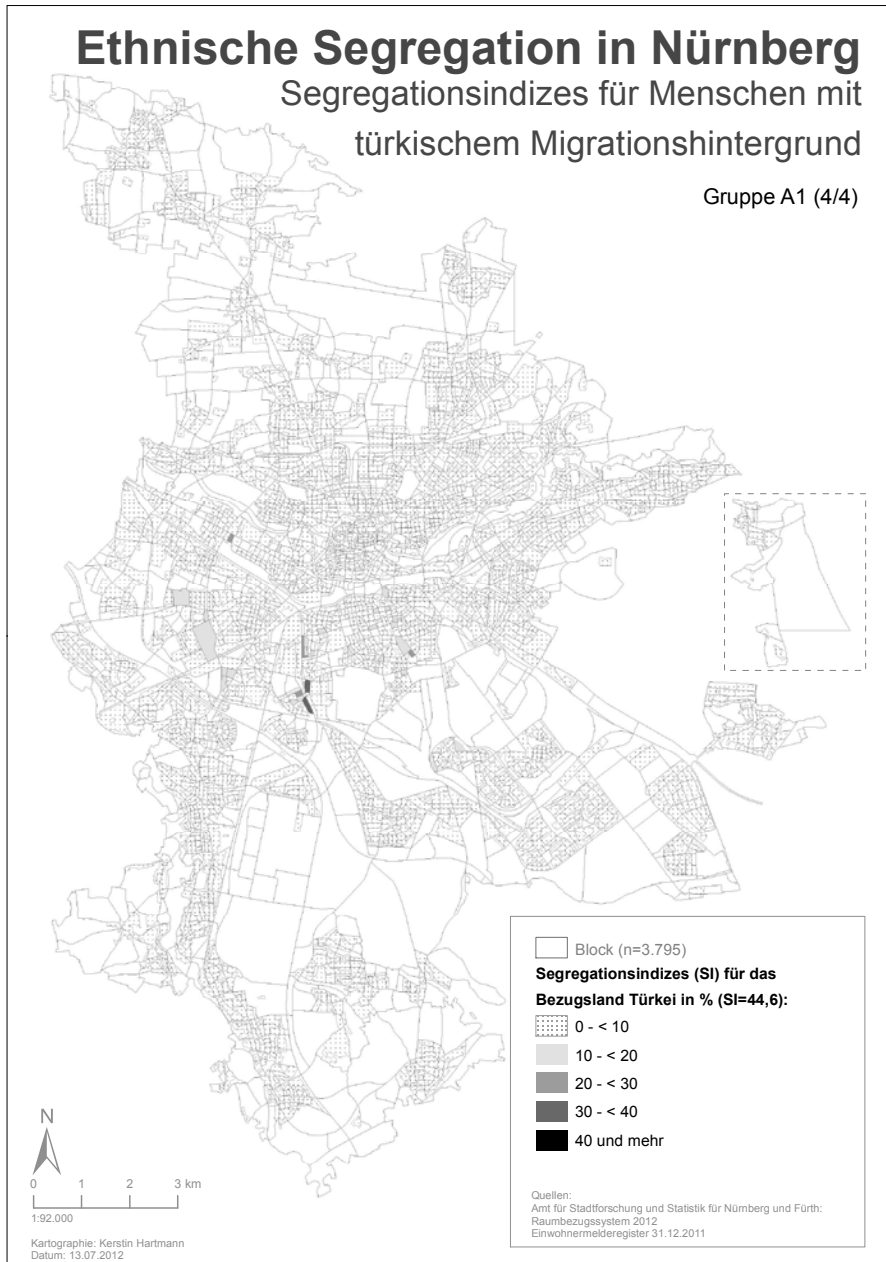 Ethnische Segregation in Nürnberg
Segregationsindizes für Menschen mit
türkischem Migrationshintergrund
Gruppe A1 (4/4)
Block (n=3.795)
Segregationsindizes (SI) für das
Bezugsland Türkei in % (SI=44,6):
0 - < 10
10 - < 20
20 - < 30
30 - < 40
40 und mehr
Quellen:
Amt für Stadtforschung und Statistik für Nürnberg und Fürth:
Raumbezugssystem 2012
Einwohnermelderegister 31.12.2011
N
0 1 2 3 km
1:92.000
Kartographie: Kerstin Hartmann
Datum: 13.07.2012